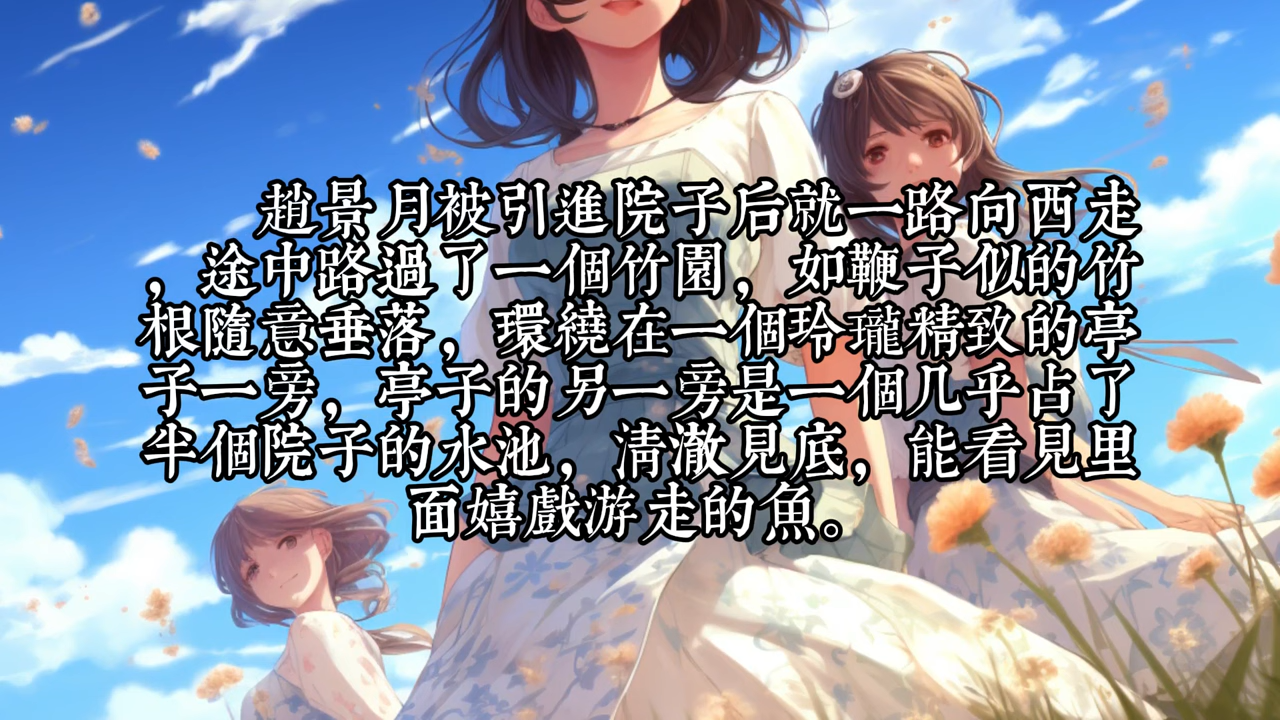 趙景月被引進院子后就一路向西走
，途中路過了一個竹園，如鞭子似的竹
根隨意垂落，環繞在一個玲瓏精致的亭
子一旁，亭子的另一旁是一個几乎占了
半個院子的水池，清澈見底，能看見里
面嬉戲游走的魚。